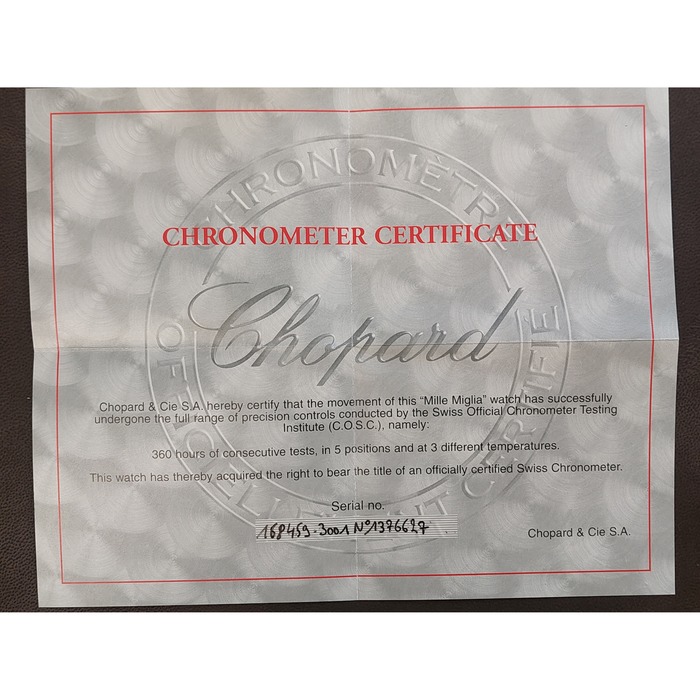 CHRONOMÈTRE
OFFICIELLEMENT CERTIFIÉ
CHRONOMETER CERTIFICATE
Chopard
Chopard & Cie S.A. hereby certify that the movement of this “Mille Miglia” watch has successfully
undergone the full range of precision controls conducted by the Swiss Official Chronometer Testing
Institute (C.O.S.C.), namely:
360 hours of consecutive tests, in 5 positions and at 3 different temperatures.
This watch has thereby acquired the right to bear the title of an officially certified Swiss Chronometer.
Serial no.
168459-3001 N°1376627
Chopard & Cie S.A.